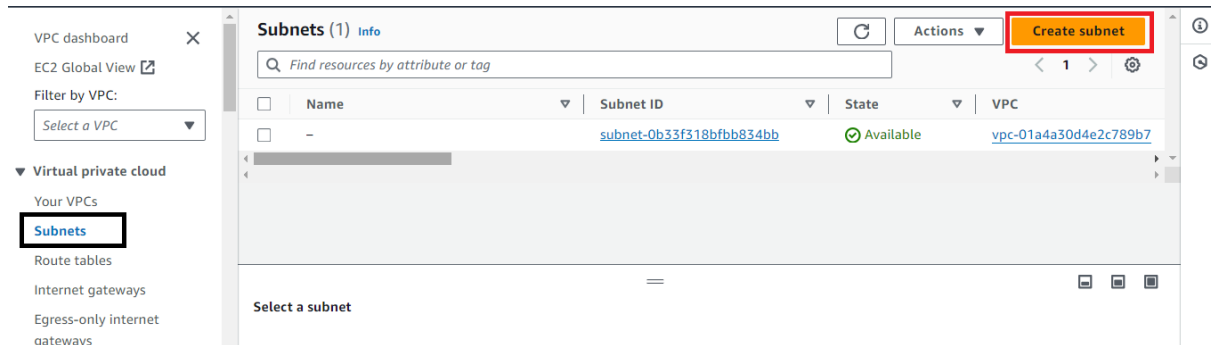 VPC dashboard
EC2 Global View
Filter by VPC:
Select a VPC
Virtual private cloud
Your VPCs
Subnets
Route tables
Internet gateways
Egress-only internet
gateways
Subnets (1) Info
Actions
Create subnet
Find resources by attribute or tag
1
Name Subnet ID State VPC
– subnet-0b33f318bfbb834bb Available vpc-01a4a30d4e2c789b7
Select a subnet